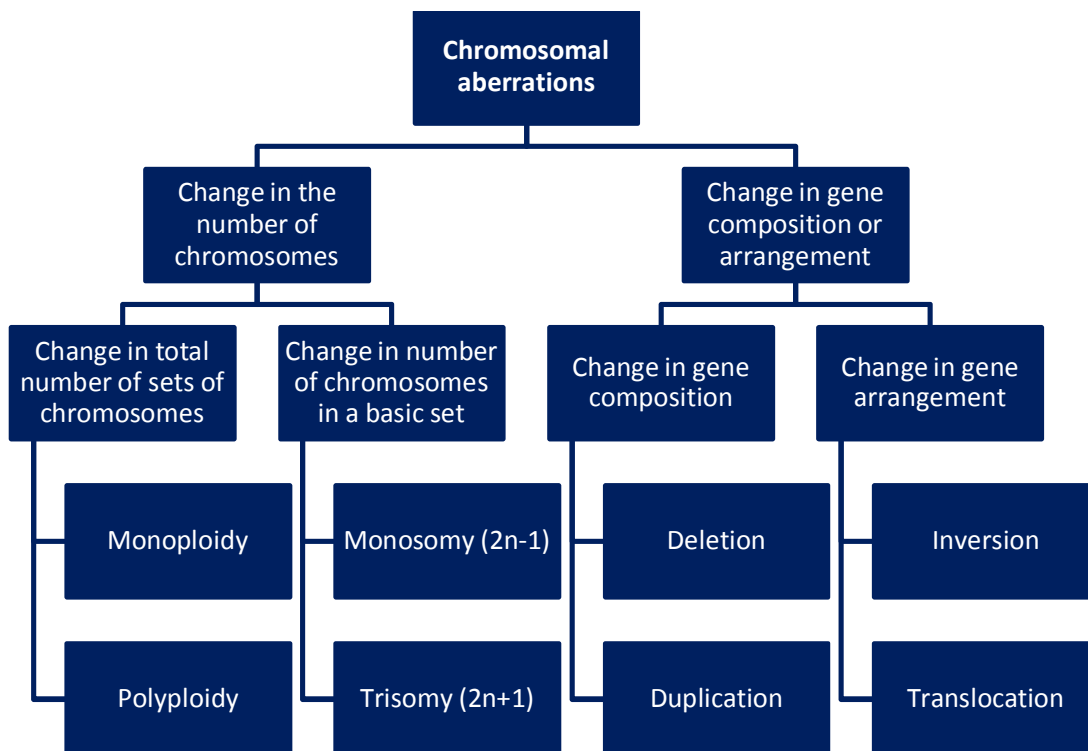 Chromosomal
aberrations
Change in the
number of
chromosomes
Change in gene
composition or
arrangement
Change in total
number of sets of
chromosomes
Change in number
of chromosomes
in a basic set
Change in gene
composition
Change in gene
arrangement
Monoploidy
Monosomy (2n-1)
Deletion
Inversion
Polyploidy
Trisomy (2n+1)
Duplication
Translocation